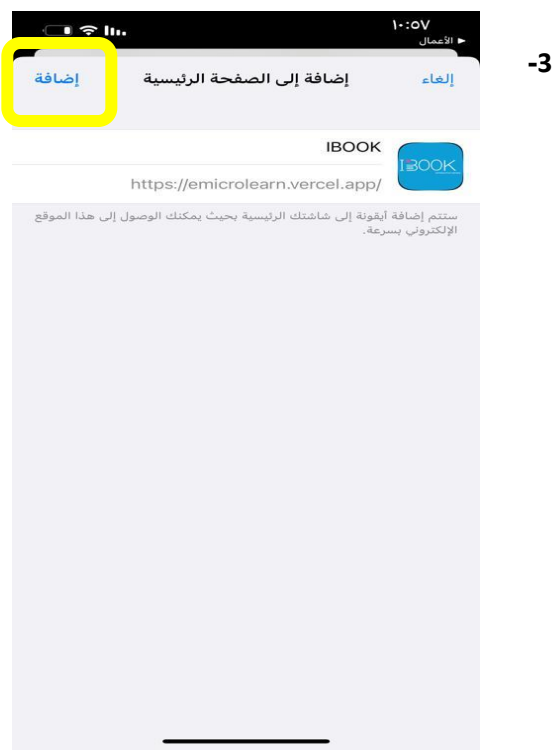 3-
١٠:٥٧
◄ الأعمال
إلغاء
إضافة إلى الصفحة الرئيسية
إضافة
IBOOK
IBOOK
https://emicrolearn.vercel.app/
ستتم إضافة أيقونة إلى شاشتك الرئيسية بحيث يمكنك الوصول إلى هذا الموقع
الإلكتروني بسرعة.